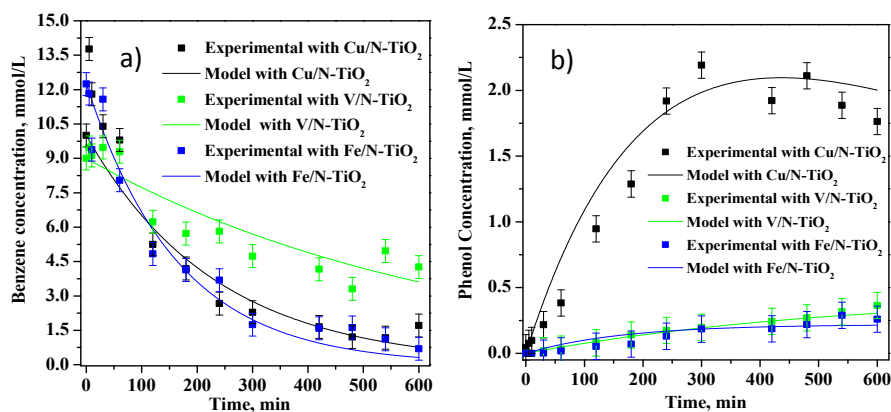 a)
Experimental with Cu/N-TiO2
Model with Cu/N-TiO2
Experimental with V/N-TiO2
Model  with V/N-TiO2
Experimental with Fe/N-TiO2
Model with Fe/N-TiO2
Benzene concentration, mmol/L
15.0
13.5
12.0
10.5
9.0
7.5
6.0
4.5
3.0
1.5
0.0
0 100 200 300 400 500 600
Time, min
b)
Experimental with Cu/N-TiO2
Model with Cu/N-TiO2
Experimental with V/N-TiO2
Model with V/N-TiO2
Experimental with Fe/N-TiO2
Model with Fe/N-TiO2
Phenol Concentration, mmol/L
2.5
2.0
1.5
1.0
0.5
0.0
0 100 200 300 400 500 600
Time, min